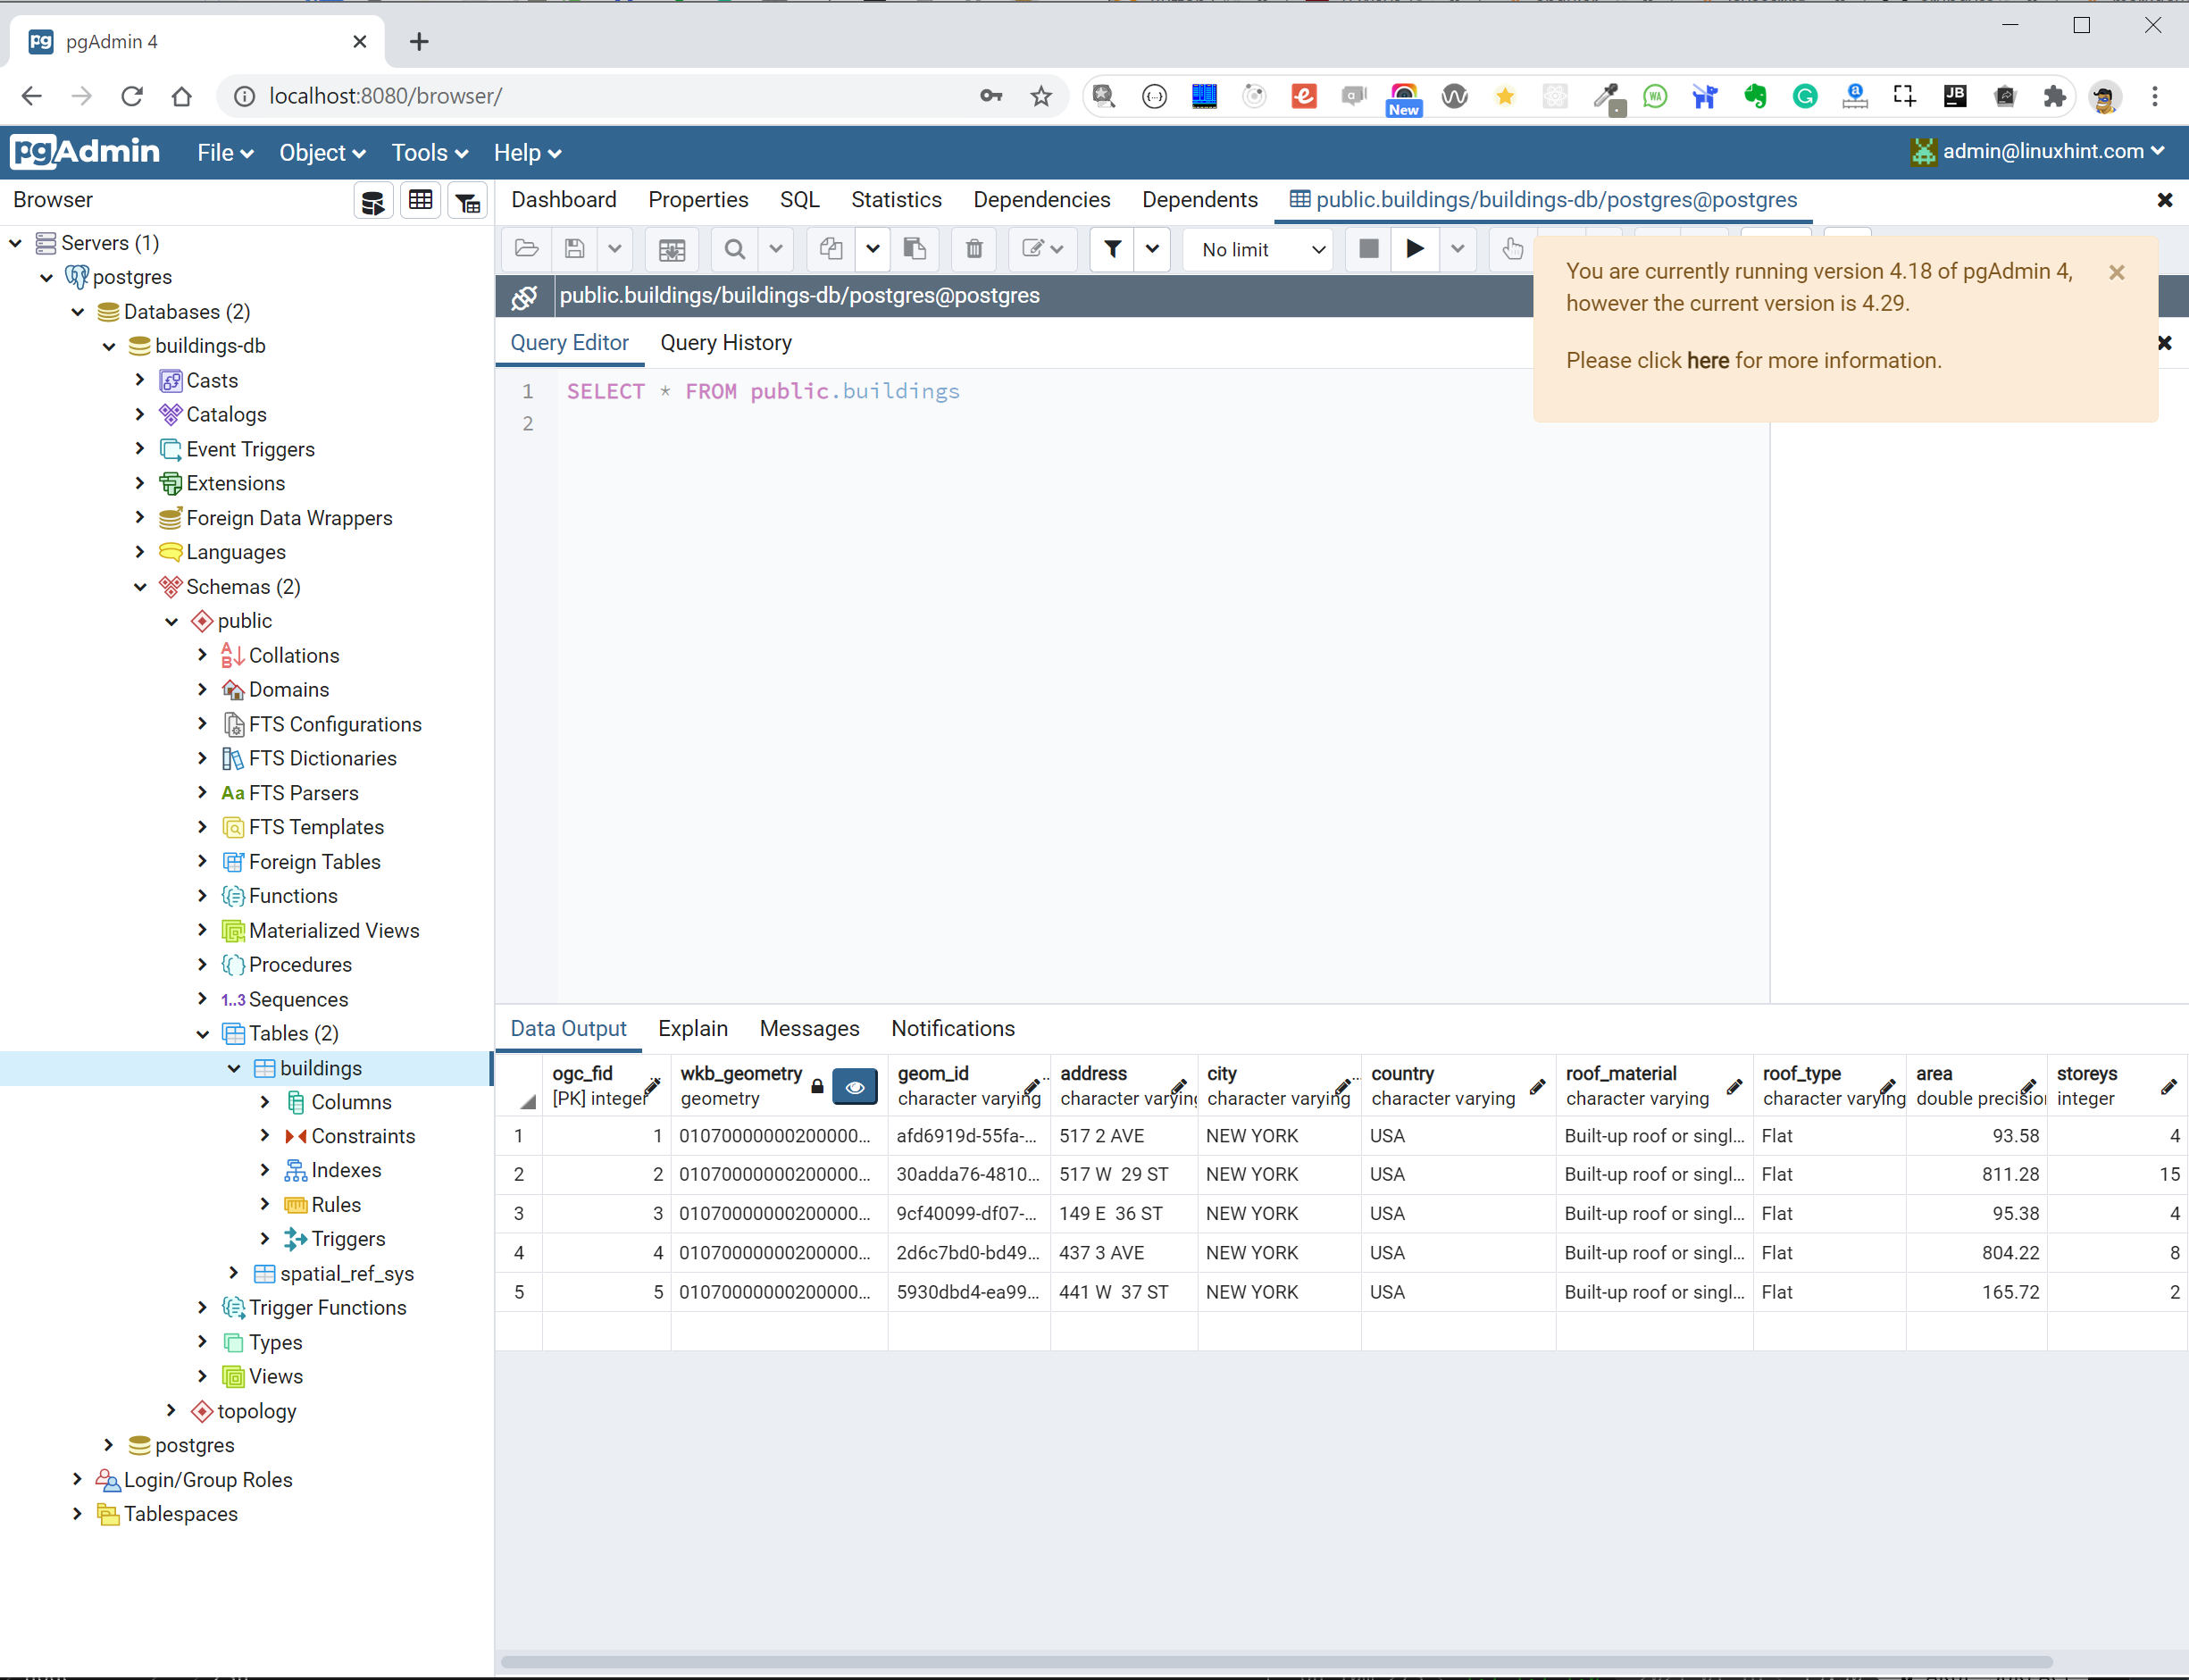 pgAdmin 4
localhost:8080/browser/
New
pgAdmin File Object Tools Help admin@linuxhint.com
Browser
Dashboard Properties SQL Statistics Dependencies Dependents public.buildings/buildings-db/postgres@postgres
No limit
public.buildings/buildings-db/postgres@postgres
You are currently running version 4.18 of pgAdmin 4,
however the current version is 4.29.
Please click here for more information.
Query Editor Query History
1 SELECT * FROM public.buildings
2
Servers (1)
postgres
Databases (2)
buildings-db
Casts
Catalogs
Event Triggers
Extensions
Foreign Data Wrappers
Languages
Schemas (2)
public
Collations
Domains
FTS Configurations
FTS Dictionaries
Aa FTS Parsers
FTS Templates
Foreign Tables
Functions
Materialized Views
Procedures
1..3 Sequences
Tables (2)
buildings
Columns
Constraints
Indexes
Rules
Triggers
spatial_ref_sys
Trigger Functions
Types
Views
topology
postgres
Login/Group Roles
Tablespaces
Data Output Explain Messages Notifications
ogc_fid wkb_geometry geom_id address city country roof_material roof_type area storeys
[PK] integer geometry character varying character varying character varying character varying character varying character varying double precision integer
1 1 01070000000200000... afd6919d-55fa-... 517 2 AVE NEW YORK USA Built-up roof or singl... Flat 93.58 4
2 2 01070000000200000... 30adda76-4810... 517 W 29 ST NEW YORK USA Built-up roof or singl... Flat 811.28 15
3 3 01070000000200000... 9cf40099-df07-... 149 E 36 ST NEW YORK USA Built-up roof or singl... Flat 95.38 4
4 4 01070000000200000... 2d6c7bd0-bd49... 437 3 AVE NEW YORK USA Built-up roof or singl... Flat 804.22 8
5 5 01070000000200000... 5930dbd4-ea99... 441 W 37 ST NEW YORK USA Built-up roof or singl... Flat 165.72 2